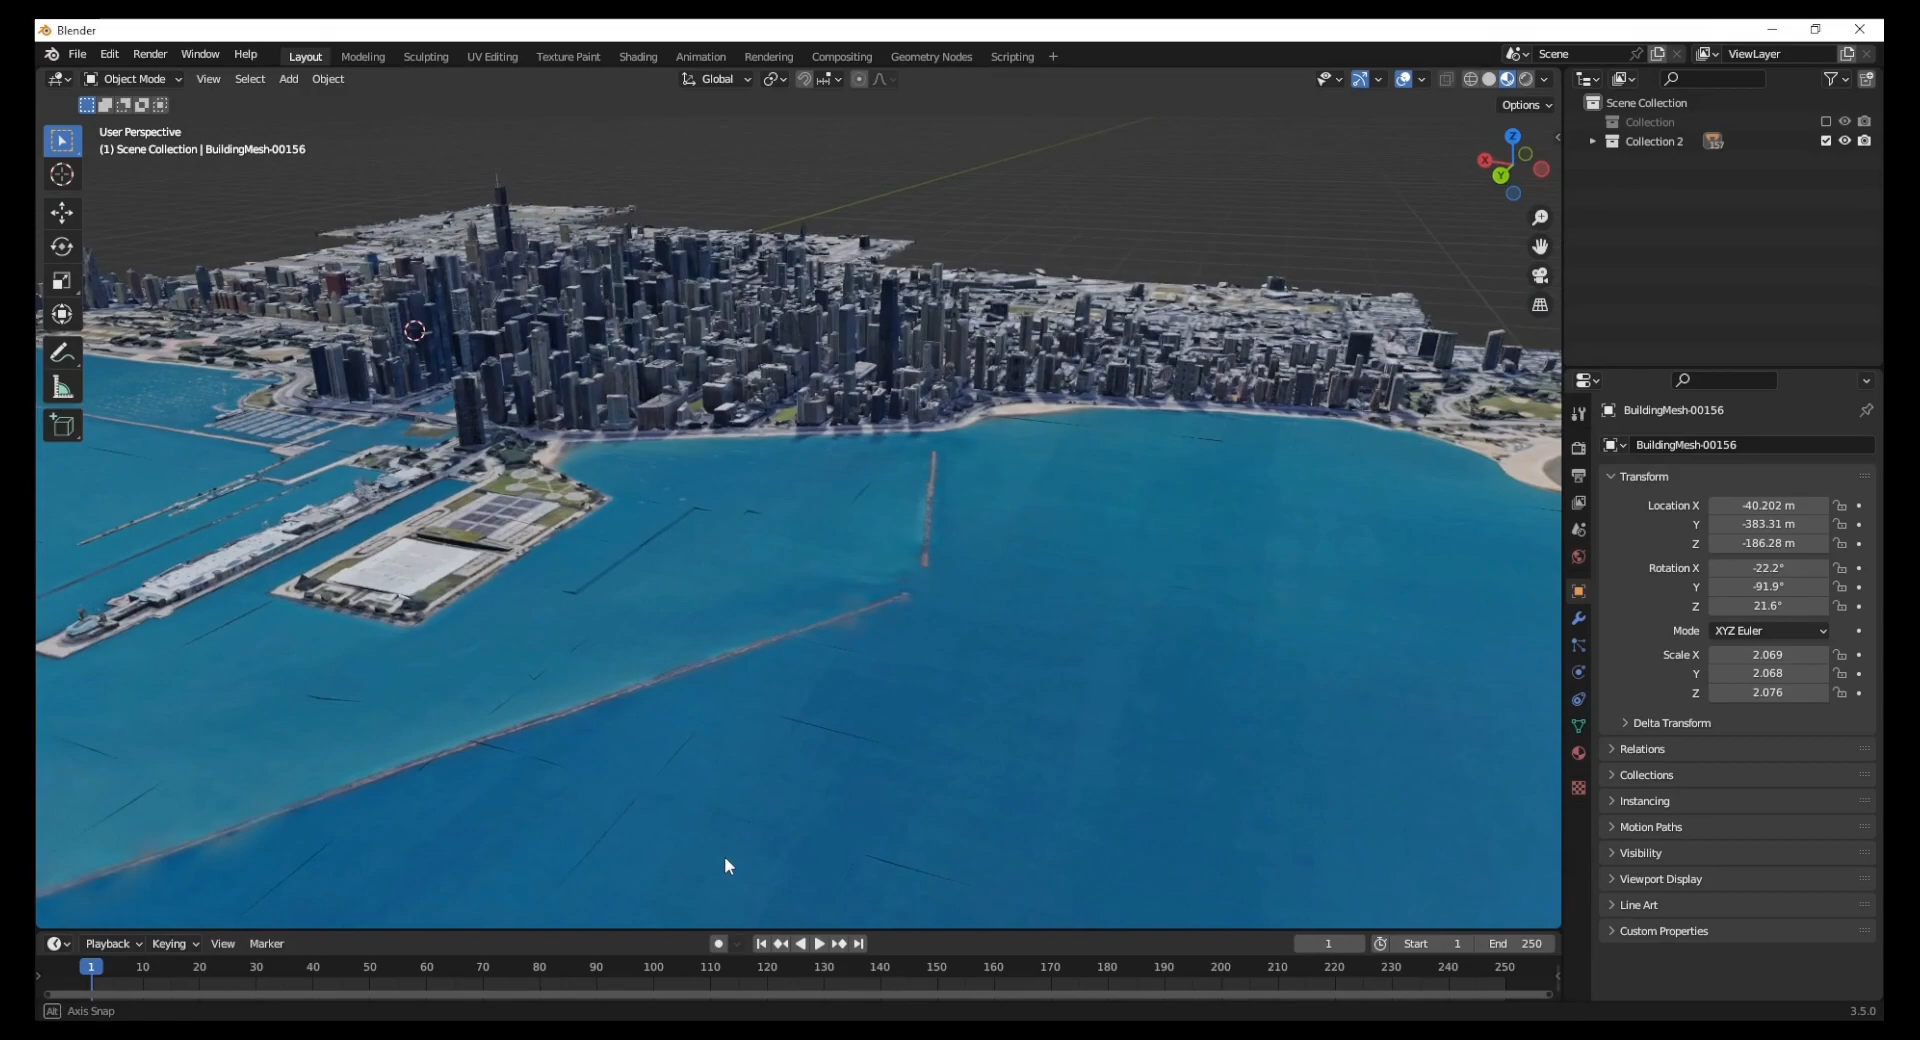 Blender
File Edit Render Window Help Layout Modeling Sculpting UV Editing Texture Paint Shading Animation Rendering Compositing Geometry Nodes Scripting + Scene ViewLayer
Object Mode View Select Add Object Global
Options
User Perspective
(1) Scene Collection | BuildingMesh-00156
Z
X
Y
Scene Collection
Collection
Collection 2 157
BuildingMesh-00156
BuildingMesh-00156
Transform
Location X -40.202 m
Y -383.31 m
Z -186.28 m
Rotation X -22.2°
Y -91.9°
Z 21.6°
Mode XYZ Euler
Scale X 2.069
Y 2.068
Z 2.076
Delta Transform
Relations
Collections
Instancing
Motion Paths
Visibility
Viewport Display
Line Art
Custom Properties
Playback Keying View Marker 1 Start 1 End 250
1 10 20 30 40 50 60 70 80 90 100 110 120 130 140 150 160 170 180 190 200 210 220 230 240 250
Alt Axis Snap 3.5.0